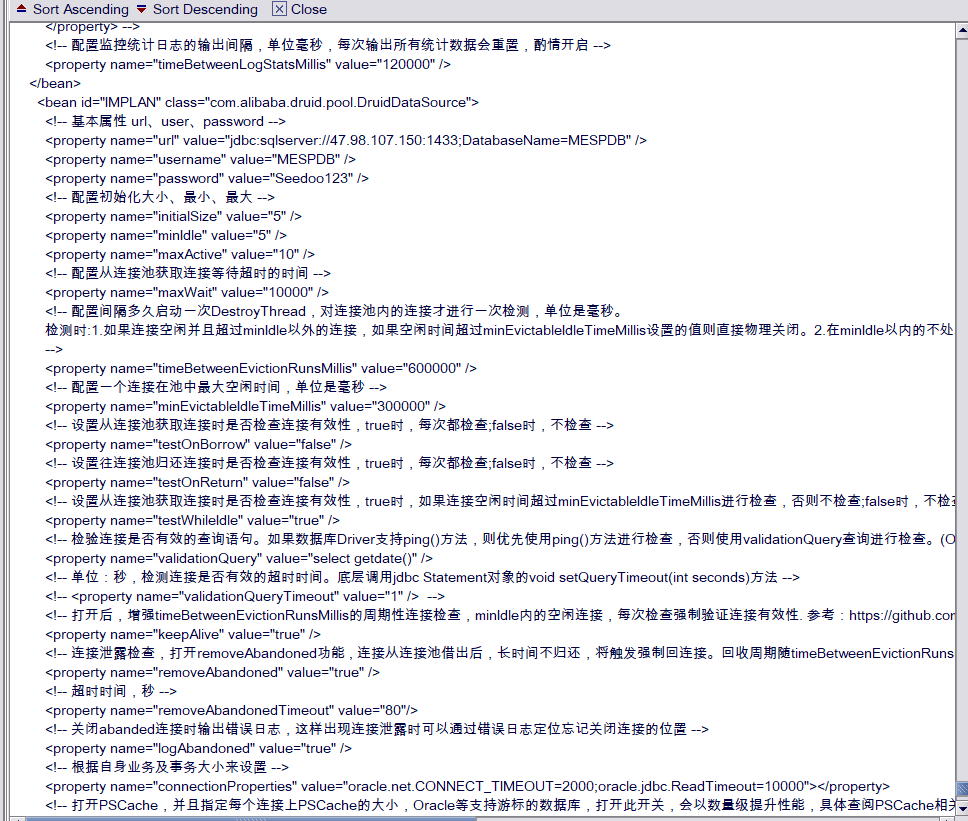 Sort Ascending Sort Descending Close
</property> -->
<!-- 配置监控统计日志的输出间隔，单位毫秒，每次输出所有统计数据会重置，酌情开启 -->
<property name="timeBetweenLogStatsMillis" value="120000" />
</bean>
<bean id="IMPLAN" class="com.alibaba.druid.pool.DruidDataSource">
<!-- 基本属性 url、user、password -->
<property name="url" value="jdbc:sqlserver://47.98.107.150:1433;DatabaseName=MESPDB" />
<property name="username" value="MESPDB" />
<property name="password" value="Seedoo123" />
<!-- 配置初始化大小、最小、最大 -->
<property name="initialSize" value="5" />
<property name="minIdle" value="5" />
<property name="maxActive" value="10" />
<!-- 配置从连接池获取连接等待超时的时间 -->
<property name="maxWait" value="10000" />
<!-- 配置间隔多久启动一次DestroyThread，对连接池内的连接才进行一次检测，单位是毫秒。
检测时:1.如果连接空闲并且超过minIdle以外的连接，如果空闲时间超过minEvictableIdleTimeMillis设置的值则直接物理关闭。2.在minIdle以内的不处
-->
<property name="timeBetweenEvictionRunsMillis" value="600000" />
<!-- 配置一个连接在池中最大空闲时间，单位是毫秒 -->
<property name="minEvictableIdleTimeMillis" value="300000" />
<!-- 设置从连接池获取连接时是否检查连接有效性，true时，每次都检查;false时，不检查 -->
<property name="testOnBorrow" value="false" />
<!-- 设置往连接池归还连接时是否检查连接有效性，true时，每次都检查;false时，不检查 -->
<property name="testOnReturn" value="false" />
<!-- 设置从连接池获取连接时是否检查连接有效性，true时，如果连接空闲时间超过minEvictableIdleTimeMillis进行检查，否则不检查;false时，不检查
<property name="testWhileIdle" value="true" />
<!-- 检验连接是否有效的查询语句。如果数据库Driver支持ping()方法，则优先使用ping()方法进行检查，否则使用validationQuery查询进行检查。(O
<property name="validationQuery" value="select getdate()" />
<!-- 单位：秒，检测连接是否有效的超时时间。底层调用jdbc Statement对象的void setQueryTimeout(int seconds)方法 -->
<!-- <property name="validationQueryTimeout" value="1" /> -->
<!-- 打开后，增强timeBetweenEvictionRunsMillis的周期性连接检查，minIdle内的空闲连接，每次检查强制验证连接有效性. 参考：https://github.com
<property name="keepAlive" value="true" />
<!-- 连接泄露检查，打开removeAbandoned功能 , 连接从连接池借出后，长时间不归还，将触发强制回连接。回收周期随timeBetweenEvictionRuns
<property name="removeAbandoned" value="true" />
<!-- 超时时间，秒 -->
<property name="removeAbandonedTimeout" value="80"/>
<!-- 关闭abanded连接时输出错误日志，这样出现连接泄露时可以通过错误日志定位忘记关闭连接的位置 -->
<property name="logAbandoned" value="true" />
<!-- 根据自身业务及事务大小来设置 -->
<property name="connectionProperties" value="oracle.net.CONNECT_TIMEOUT=2000;oracle.jdbc.ReadTimeout=10000"></property>
<!-- 打开PSCache，并且指定每个连接上PSCache的大小，Oracle等支持游标的数据库，打开此开关，会以数量级提升性能，具体查阅PSCache相关